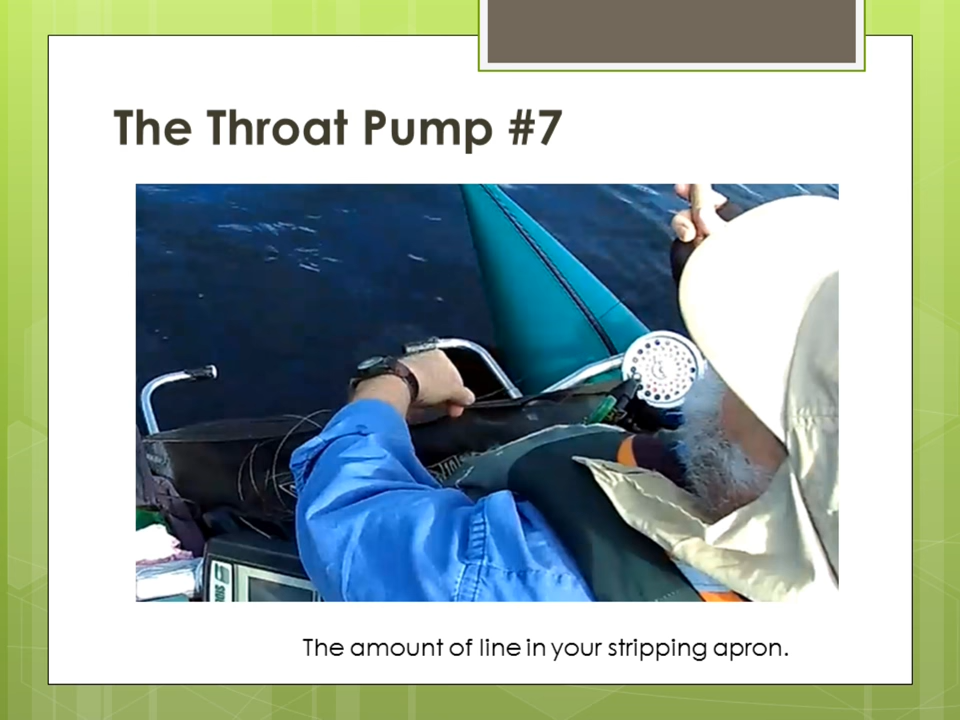 The Throat Pump #7
The amount of line in your stripping apron.